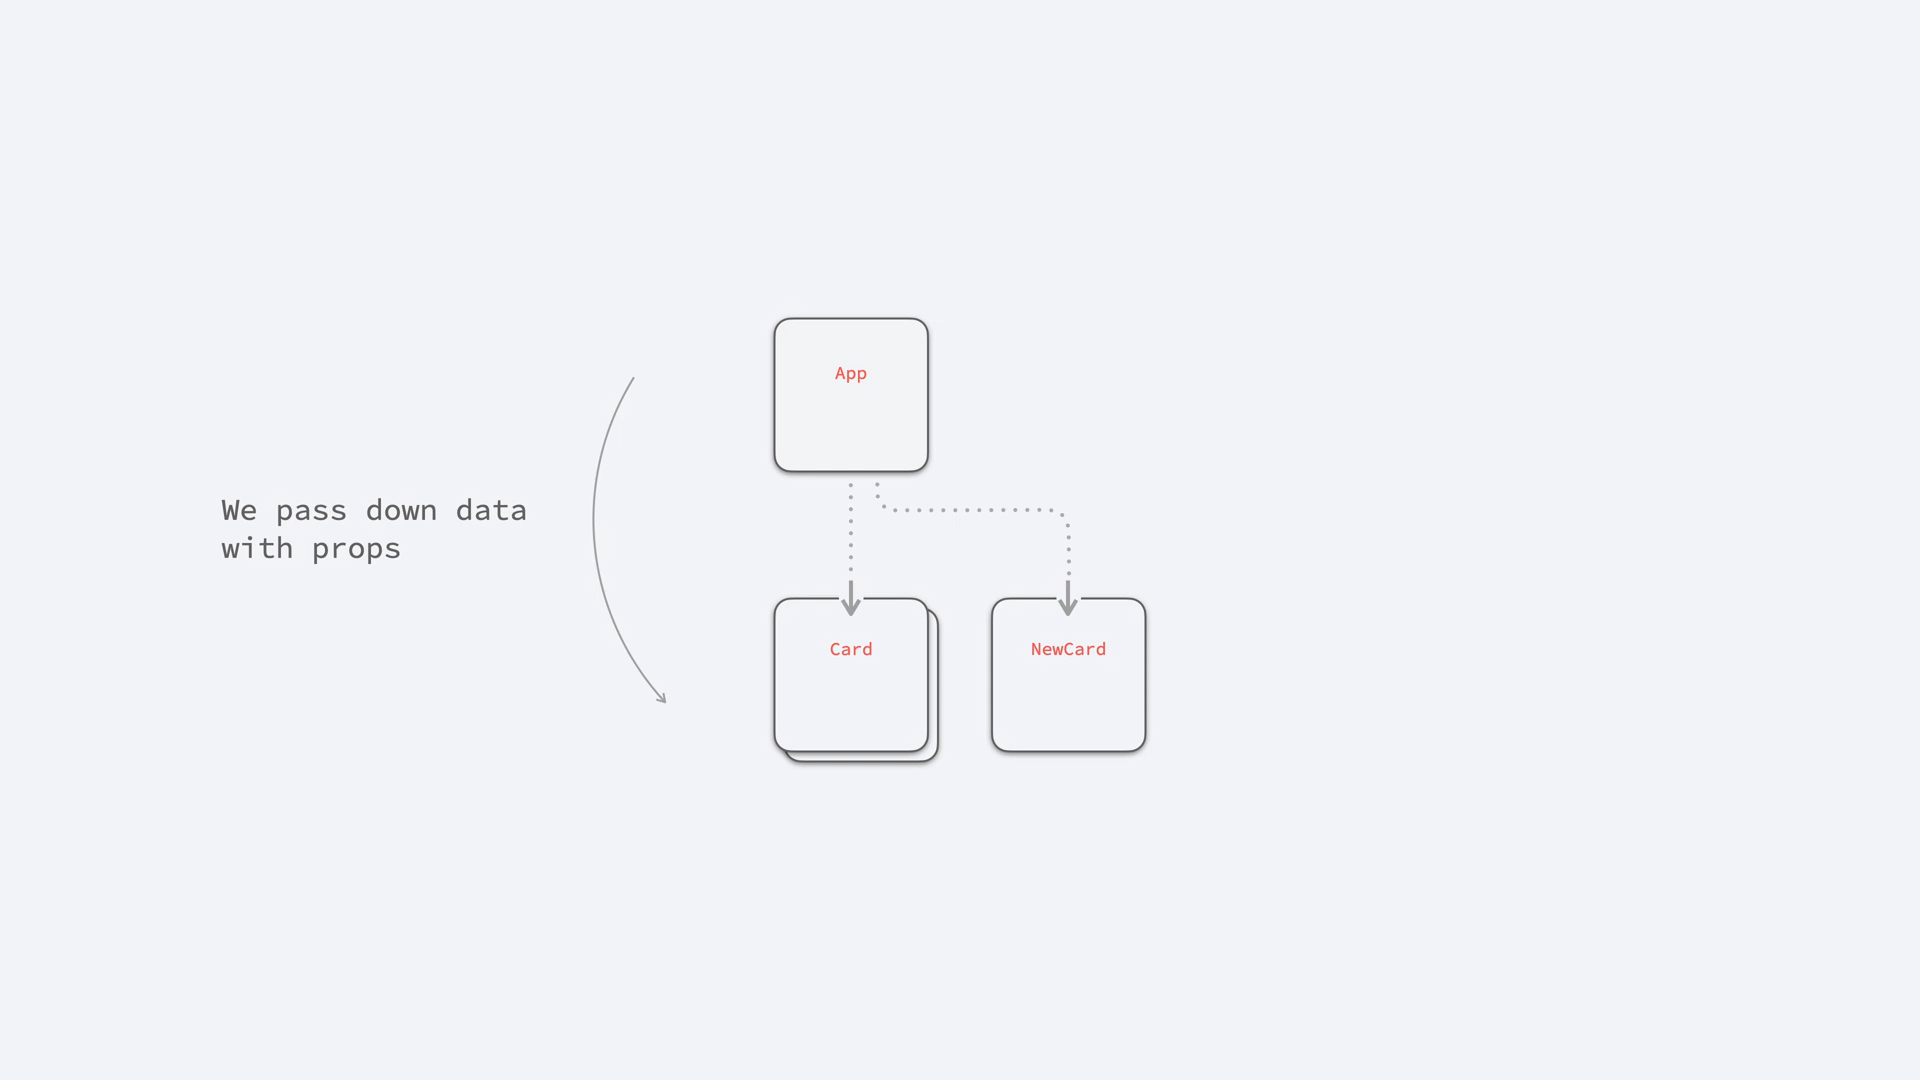 App
We pass down data
with props
Card
NewCard